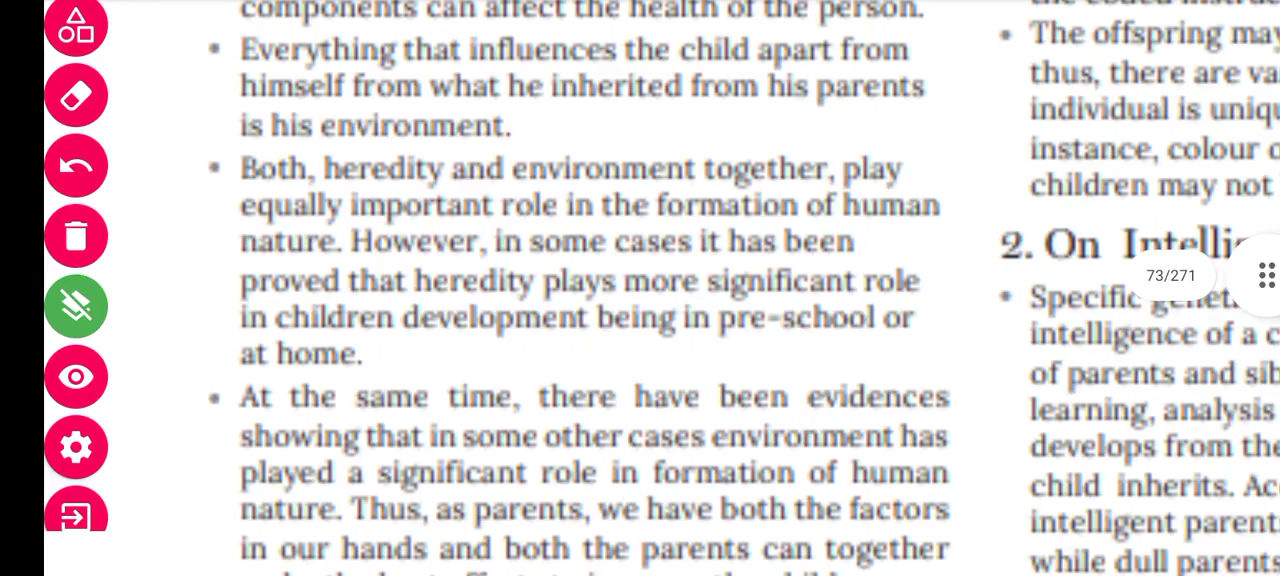 components can affect the health of the person.
• Everything that influences the child apart from
himself from what he inherited from his parents
is his environment.
• Both, heredity and environment together, play
equally important role in the formation of human
nature. However, in some cases it has been
proved that heredity plays more significant role
in children development being in pre-school or
at home.
• At the same time, there have been evidences
showing that in some other cases environment has
played a significant role in formation of human
nature. Thus, as parents, we have both the factors
in our hands and both the parents can together
• The offspring may
thus, there are
individual is
instance, colour
children may not
2. On
73/271
• Specific
intelligence of a
of parents and
learning, analysis
develops from the
child inherits.
intelligent
while dull parents